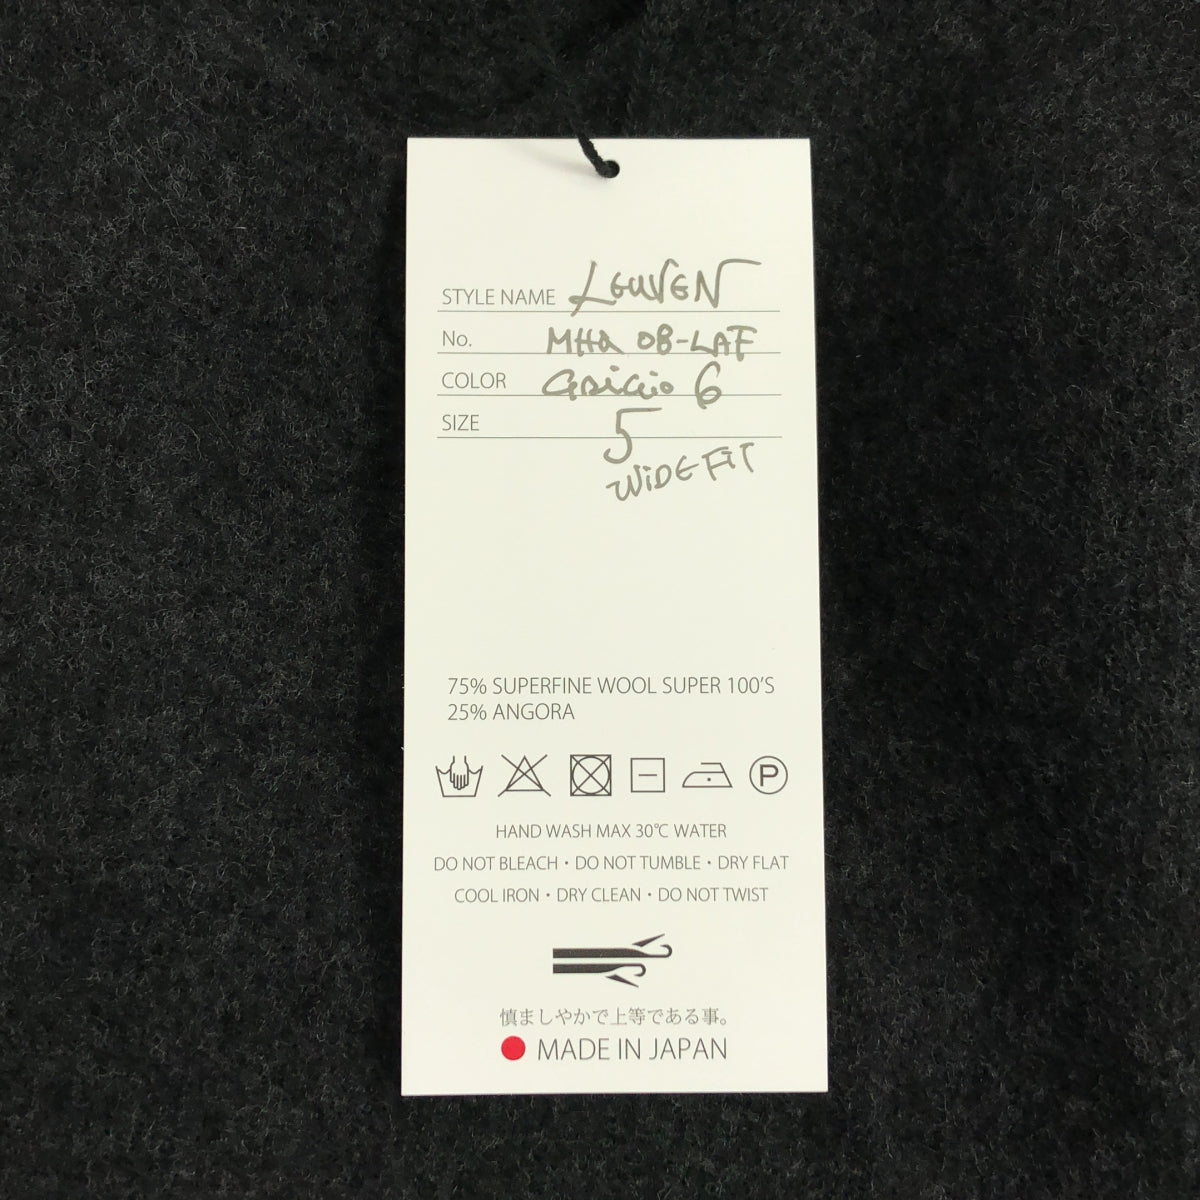 STYLE NAME LEUVEN
No. MHQ 08-LAF
COLOR GRIGIO 6
SIZE 5
WIDE FIT
75% SUPERFINE WOOL SUPER 100'S
25% ANGORA
P
HAND WASH MAX 30℃ WATER
DO NOT BLEACH・DO NOT TUMBLE・DRY FLAT
COOL IRON・DRY CLEAN・DO NOT TWIST
慎ましやかで上等である事。
MADE IN JAPAN